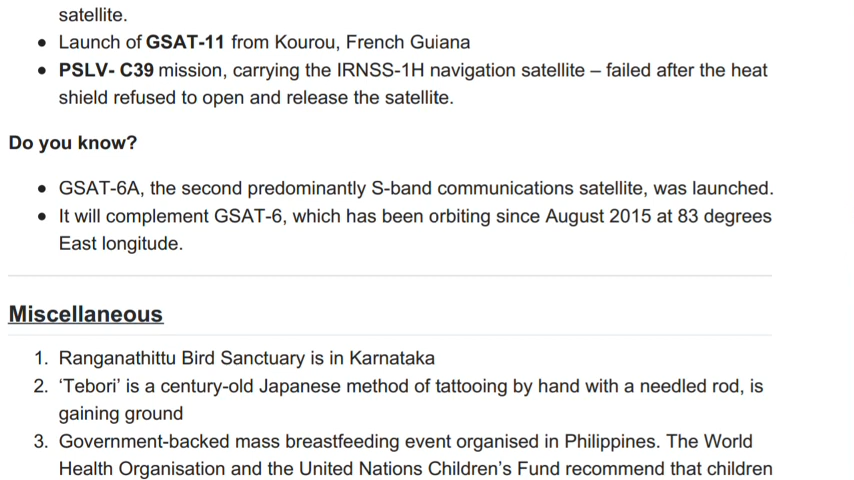 satellite.
● Launch of GSAT-11 from Kourou, French Guiana
● PSLV- C39 mission, carrying the IRNSS-1H navigation satellite – failed after the heat
shield refused to open and release the satellite.
Do you know?
● GSAT-6A, the second predominantly S-band communications satellite, was launched.
● It will complement GSAT-6, which has been orbiting since August 2015 at 83 degrees
East longitude.
Miscellaneous
1. Ranganathittu Bird Sanctuary is in Karnataka
2. ‘Tebori’ is a century-old Japanese method of tattooing by hand with a needled rod, is
gaining ground
3. Government-backed mass breastfeeding event organised in Philippines. The World
Health Organisation and the United Nations Children’s Fund recommend that children